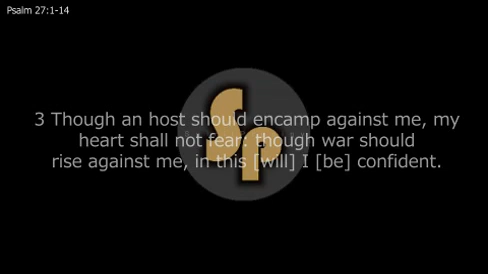 Psalm 27:1-14
3 Though an host should encamp against me, my
heart shall not fear: though war should
rise against me, in this [will] I [be] confident.
Sp